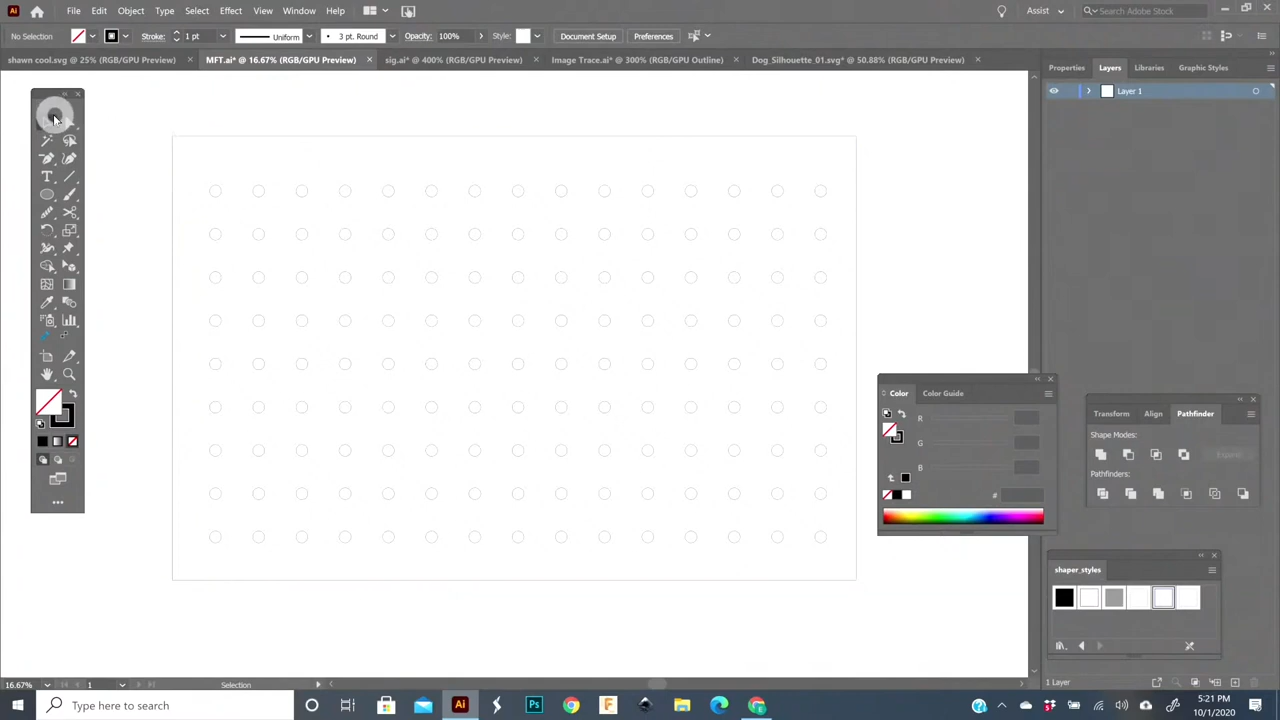 Ai File Edit Object Type Select Effect View Window Help Assist Search Adobe Stock
No Selection Stroke: 1 pt Uniform 3 pt. Round Opacity: 100% Style: Document Setup Preferences
shawn cool.svg @ 25% (RGB/GPU Preview) × MFT.ai* @ 16.67% (RGB/GPU Preview) × sig.ai* @ 400% (RGB/GPU Preview) × Image Trace.ai* @ 300% (RGB/GPU Outline) × Dog_Silhouette_01.svg* @ 50.88% (RGB/GPU Preview) ×
Properties Layers Libraries Graphic Styles
Layer 1
T
Color Color Guide
R
G
B
#
Transform Align Pathfinder
Shape Modes:
Expand
Pathfinders:
shaper_styles
16.67% 1 Selection
1 Layer
Type here to search Ai Ps F E
5:21 PM
10/1/2020